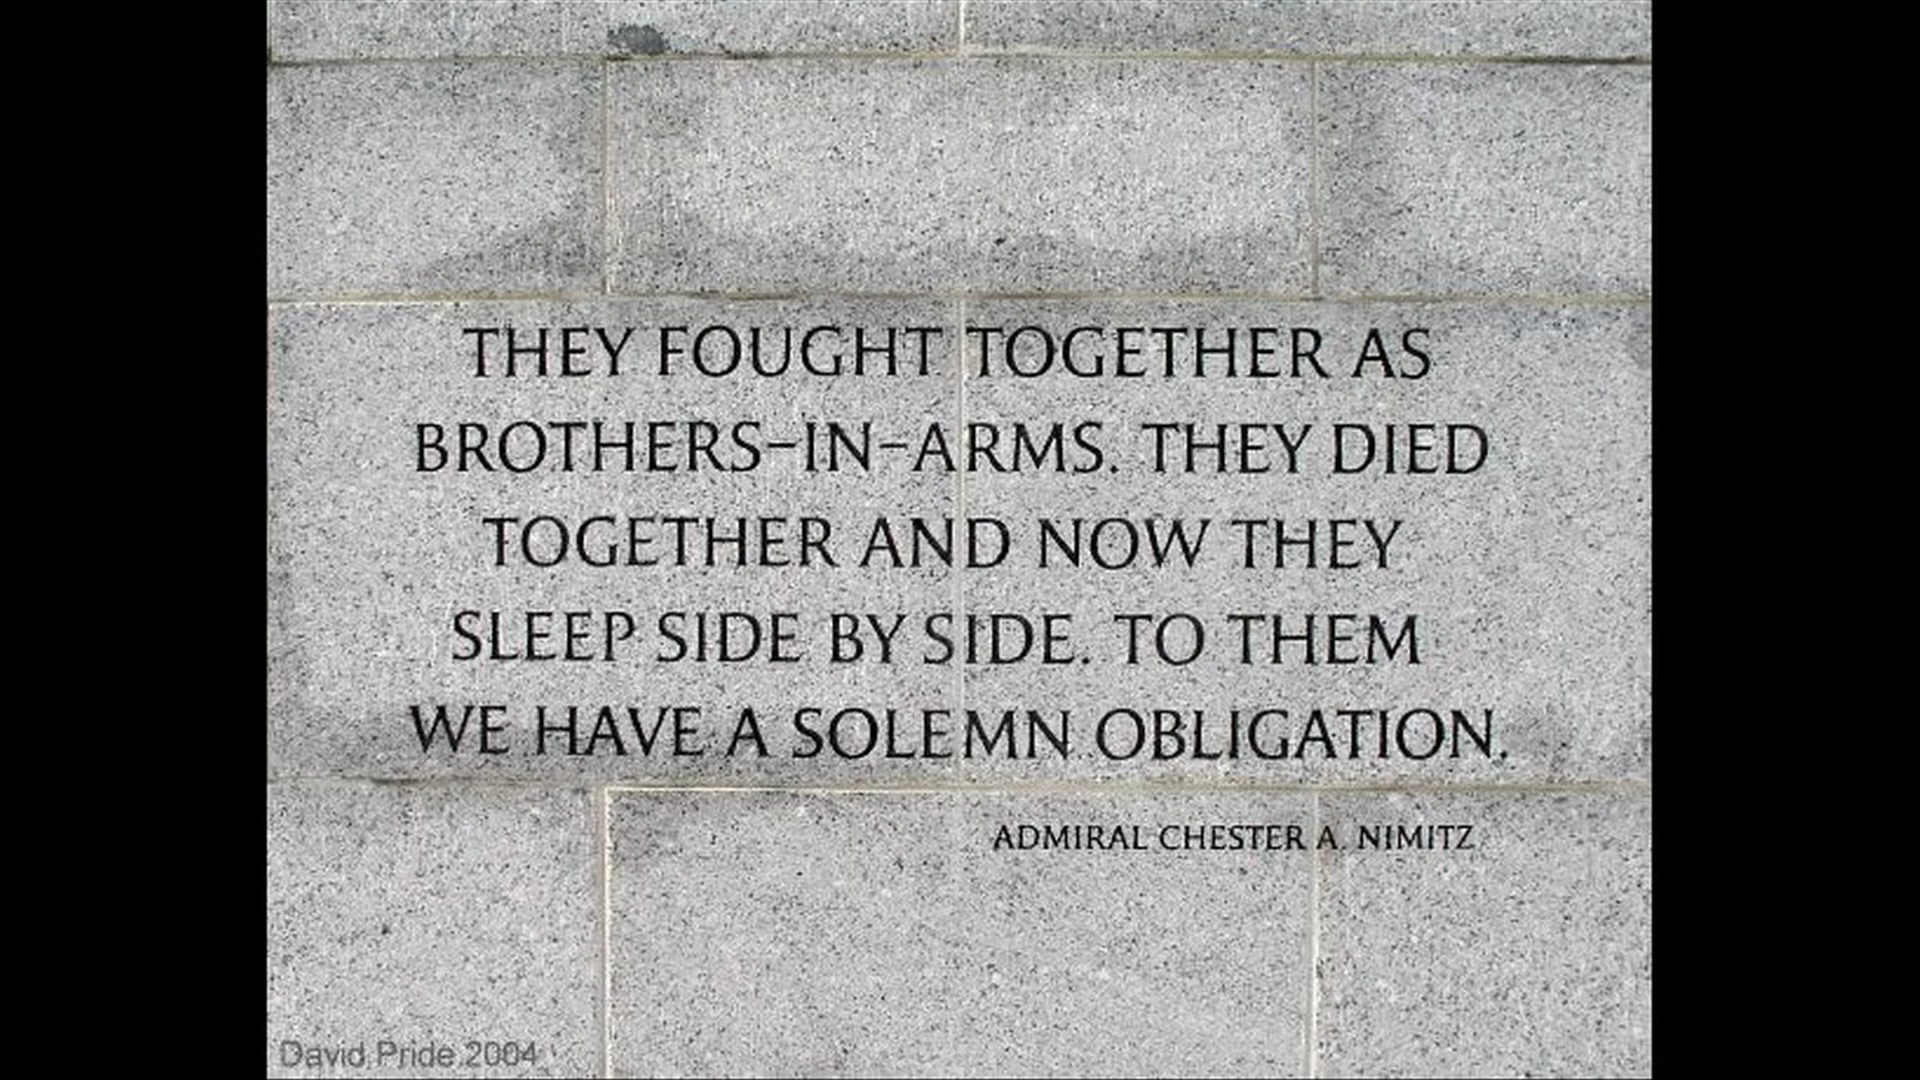 THEY FOUGHT TOGETHER AS
BROTHERS-IN-ARMS. THEY DIED
TOGETHER AND NOW THEY
SLEEP SIDE BY SIDE. TO THEM
WE HAVE A SOLEMN OBLIGATION.
ADMIRAL CHESTER A. NIMITZ
David Pride 2004